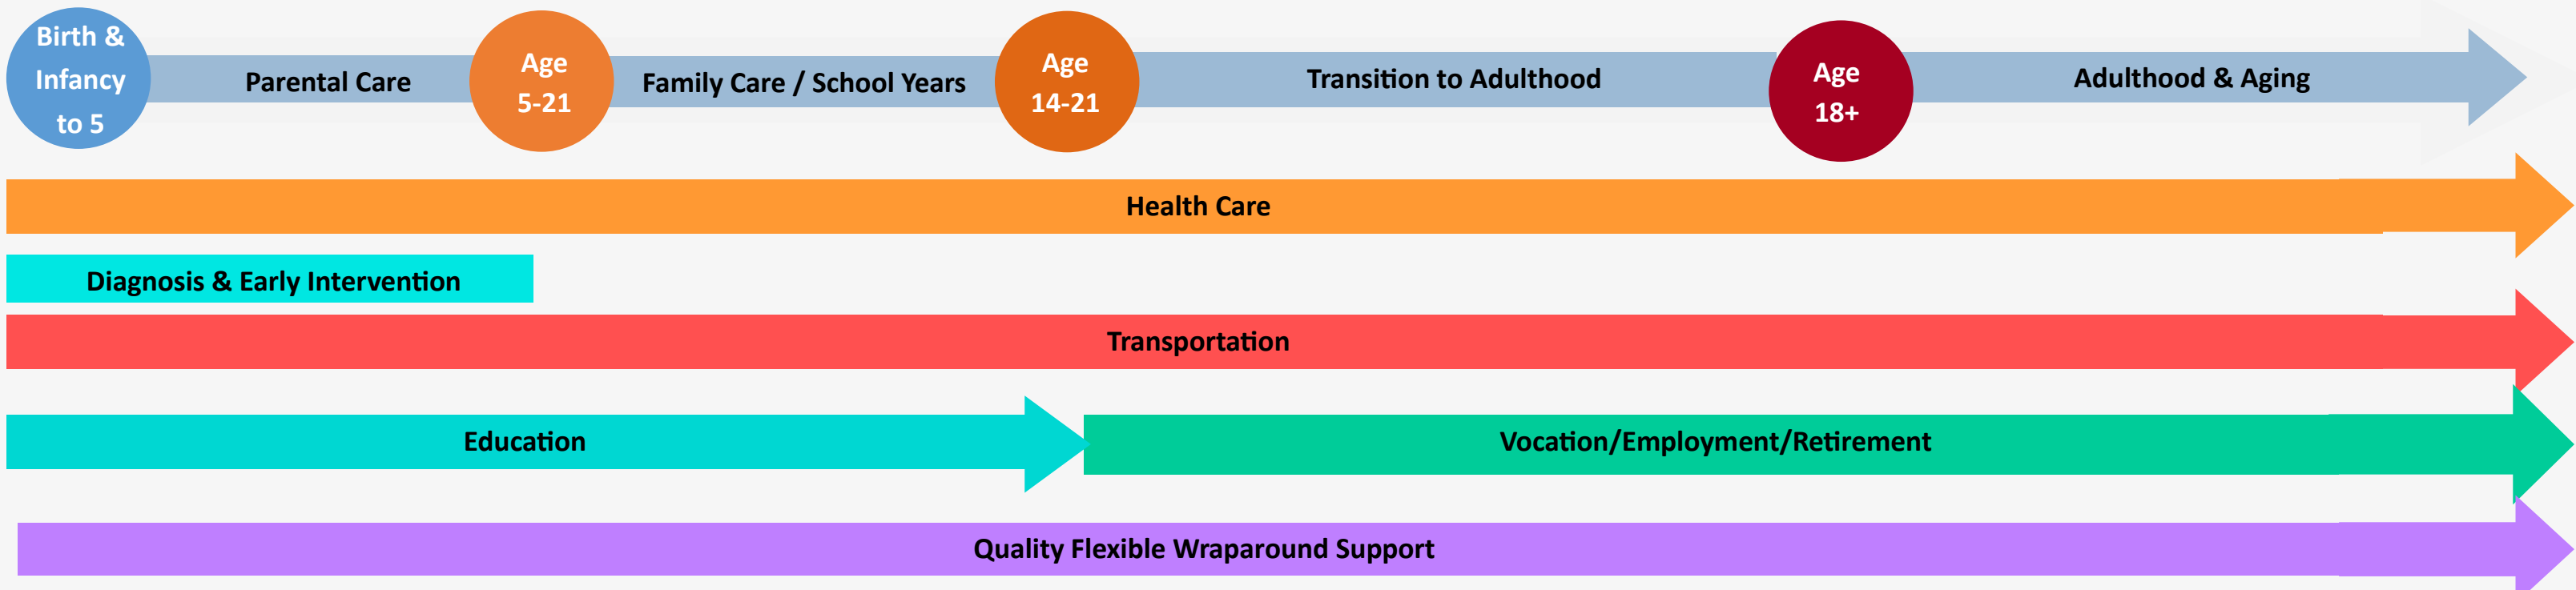 Birth &
Infancy
to 5
Parental Care
Age
5-21
Family Care / School Years
Age
14-21
Transition to Adulthood
Age
18+
Adulthood & Aging
Health Care
Diagnosis & Early Intervention
Transportation
Education
Vocation/Employment/Retirement
Quality Flexible Wraparound Support